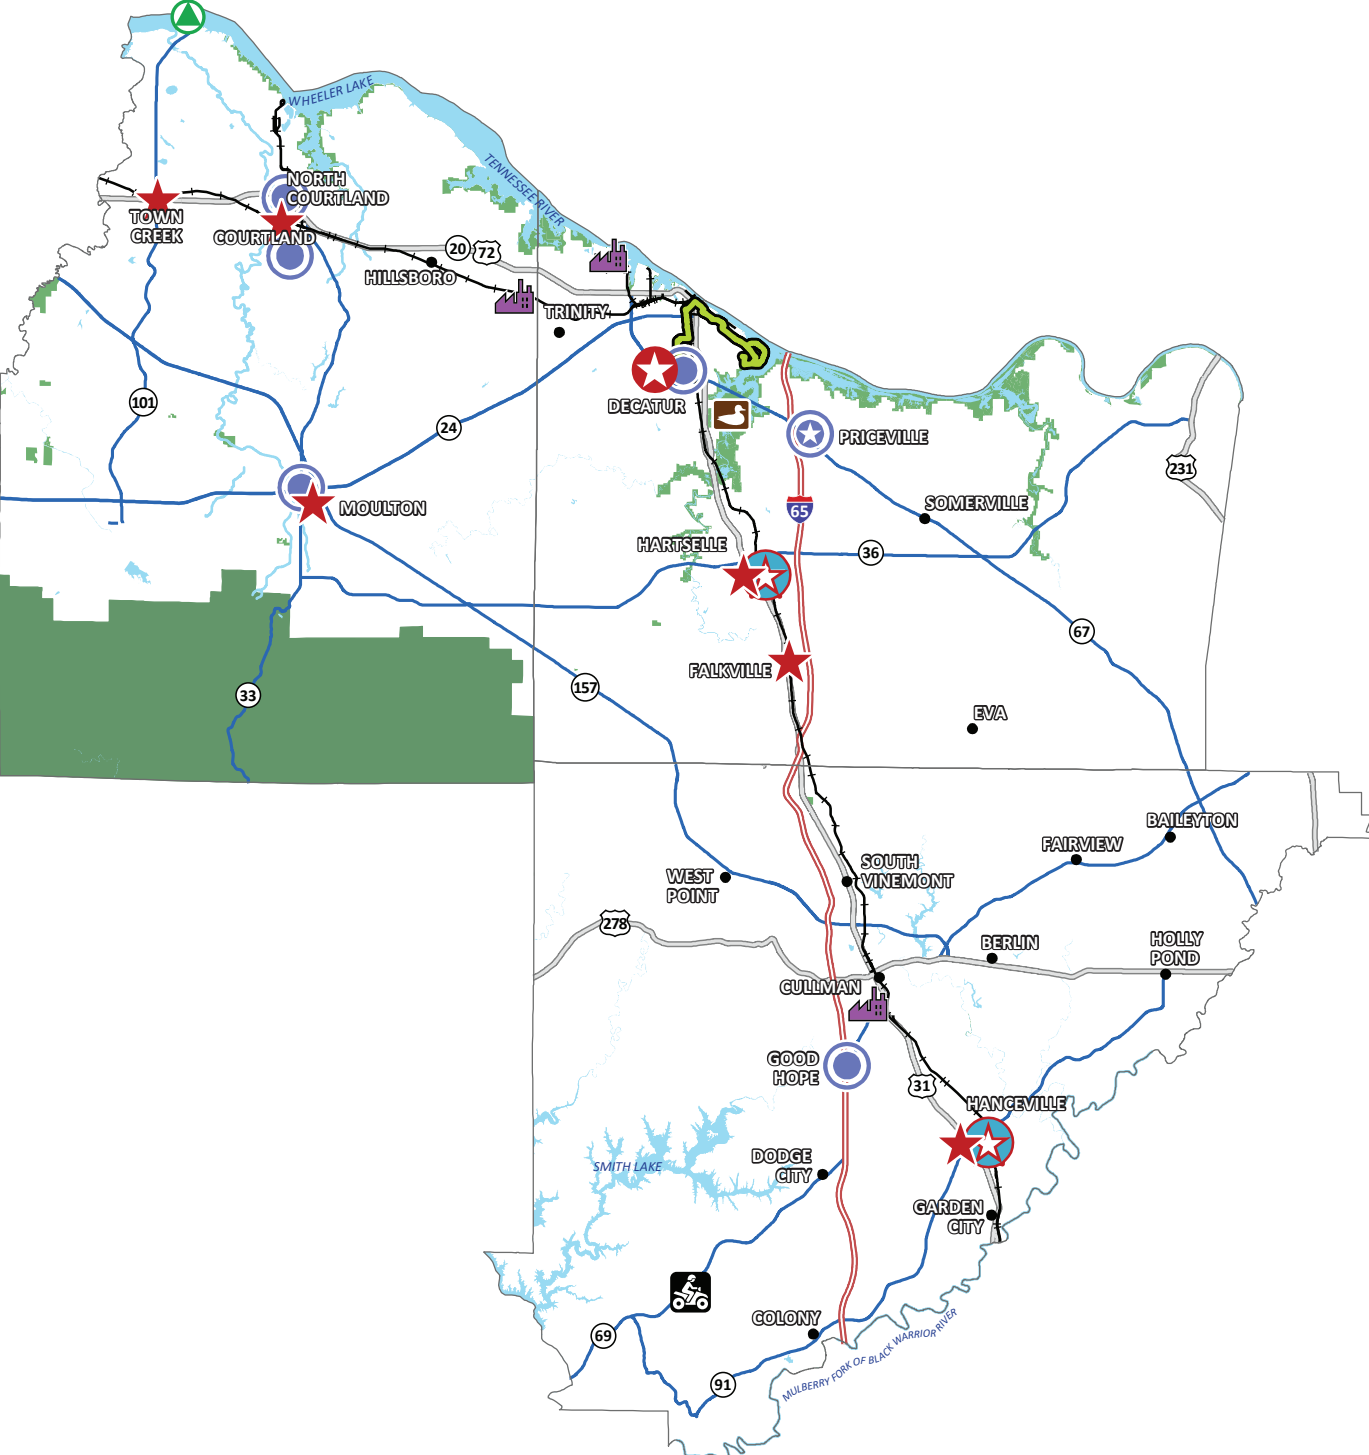 WHEELER LAKE
TENNESSEE RIVER
NORTH
COURTLAND
TOWN
CREEK
COURTLAND
20
72
HILLSBORO
TRINITY
DECATUR
101
24
PRICEVILLE
231
MOULTON
65
SOMERVILLE
HARTSELLE
36
67
FALKVILLE
33
157
EVA
BAILEYTON
FAIRVIEW
SOUTH
VINEMONT
WEST
POINT
278
BERLIN
HOLLY
POND
CULLMAN
GOOD
HOPE
31
HANCEVILLE
SMITH LAKE
DODGE
CITY
GARDEN
CITY
COLONY
69
91
MULBERRY FORK OF BLACK WARRIOR RIVER